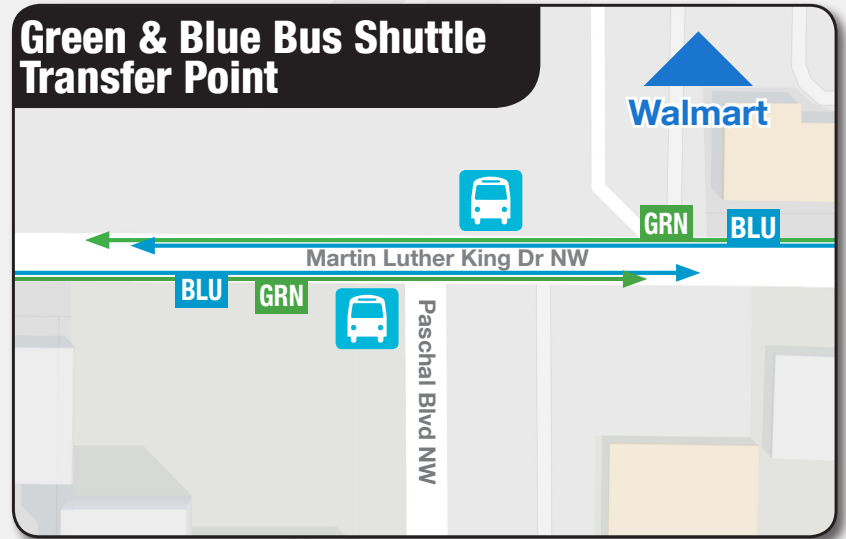 Green & Blue Bus Shuttle
Transfer Point
Walmart
GRN
BLU
Martin Luther King Dr NW
BLU
GRN
Paschal Blvd NW